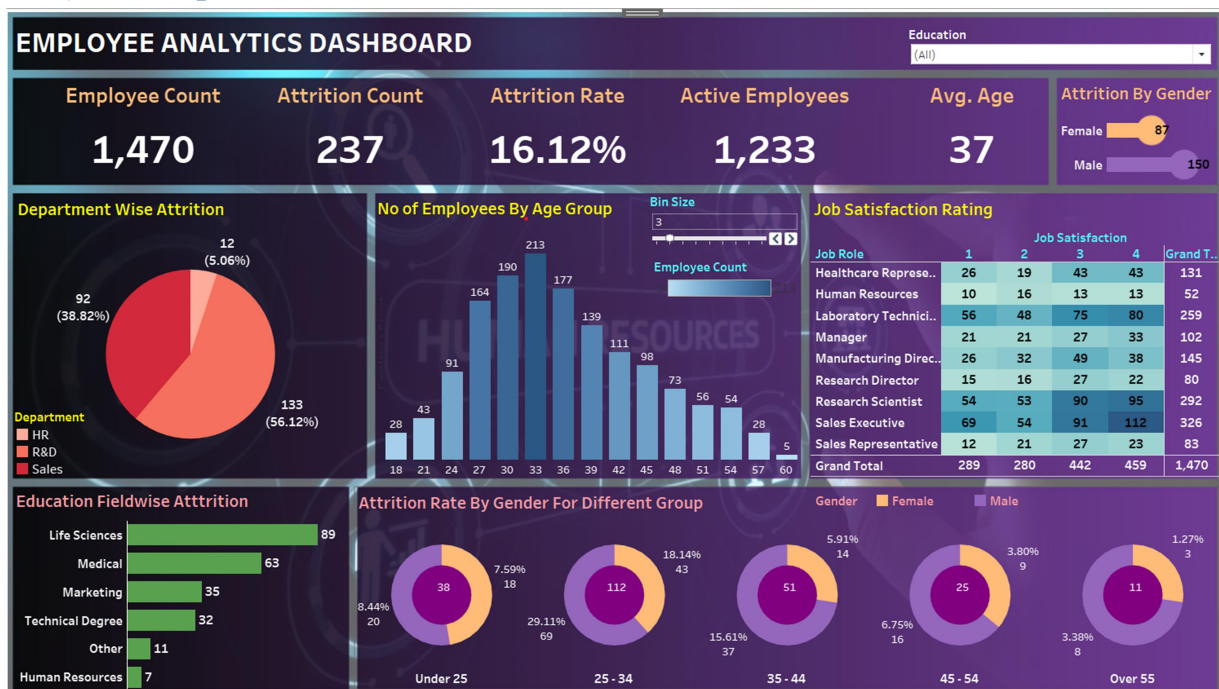 EMPLOYEE ANALYTICS DASHBOARD
Education
(All)
Employee Count Attrition Count Attrition Rate Active Employees Avg. Age
1,470 237 16.12% 1,233 37
Attrition By Gender
Female 87
Male 150
Department Wise Attrition
12
(5.06%)
92
(38.82%)
133
(56.12%)
Department
HR
R&D
Sales
No of Employees By Age Group
Bin Size
3
Employee Count
HUMAN RESOURCES
28 43 91 164 190 213 177 139 111 98 73 56 54 28 5
18 21 24 27 30 33 36 39 42 45 48 51 54 57 60
Job Satisfaction Rating
Job Satisfaction
Job Role 1 2 3 4 Grand T..
Healthcare Represe.. 26 19 43 43 131
Human Resources 10 16 13 13 52
Laboratory Technici.. 56 48 75 80 259
Manager 21 21 27 33 102
Manufacturing Direc.. 26 32 49 38 145
Research Director 15 16 27 22 80
Research Scientist 54 53 90 95 292
Sales Executive 69 54 91 112 326
Sales Representative 12 21 27 23 83
Grand Total 289 280 442 459 1,470
Education Fieldwise Atttrition
Life Sciences 89
Medical 63
Marketing 35
Technical Degree 32
Other 11
Human Resources 7
Attrition Rate By Gender For Different Group
Gender Female Male
38
7.59%
18
8.44%
20
Under 25
112
18.14%
43
29.11%
69
25 - 34
51
5.91%
14
15.61%
37
35 - 44
25
3.80%
9
6.75%
16
45 - 54
11
1.27%
3
3.38%
8
Over 55